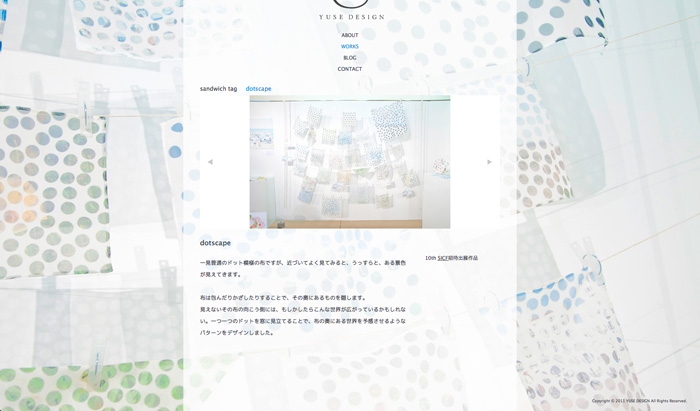 YUSE DESIGN
ABOUT
WORKS
BLOG
CONTACT
sandwich tag dotscape
dotscape
一見普通のドット模様の布ですが、近づいてよく見てみると、うっすらと、ある景色
が見えてきます。
10th SICF招待出展作品
布は包んだりかざしたりすることで、その奥にあるものを隠します。
見えないその布の向こう側には、もしかしたらこんな世界が広がっているかもしれな
い。一つ一つのドットを窓に見立てることで、布の奥にある世界を予感させるような
パターンをデザインしました。
Copyright © 2013 YUSE DESIGN All Rights Reserved.